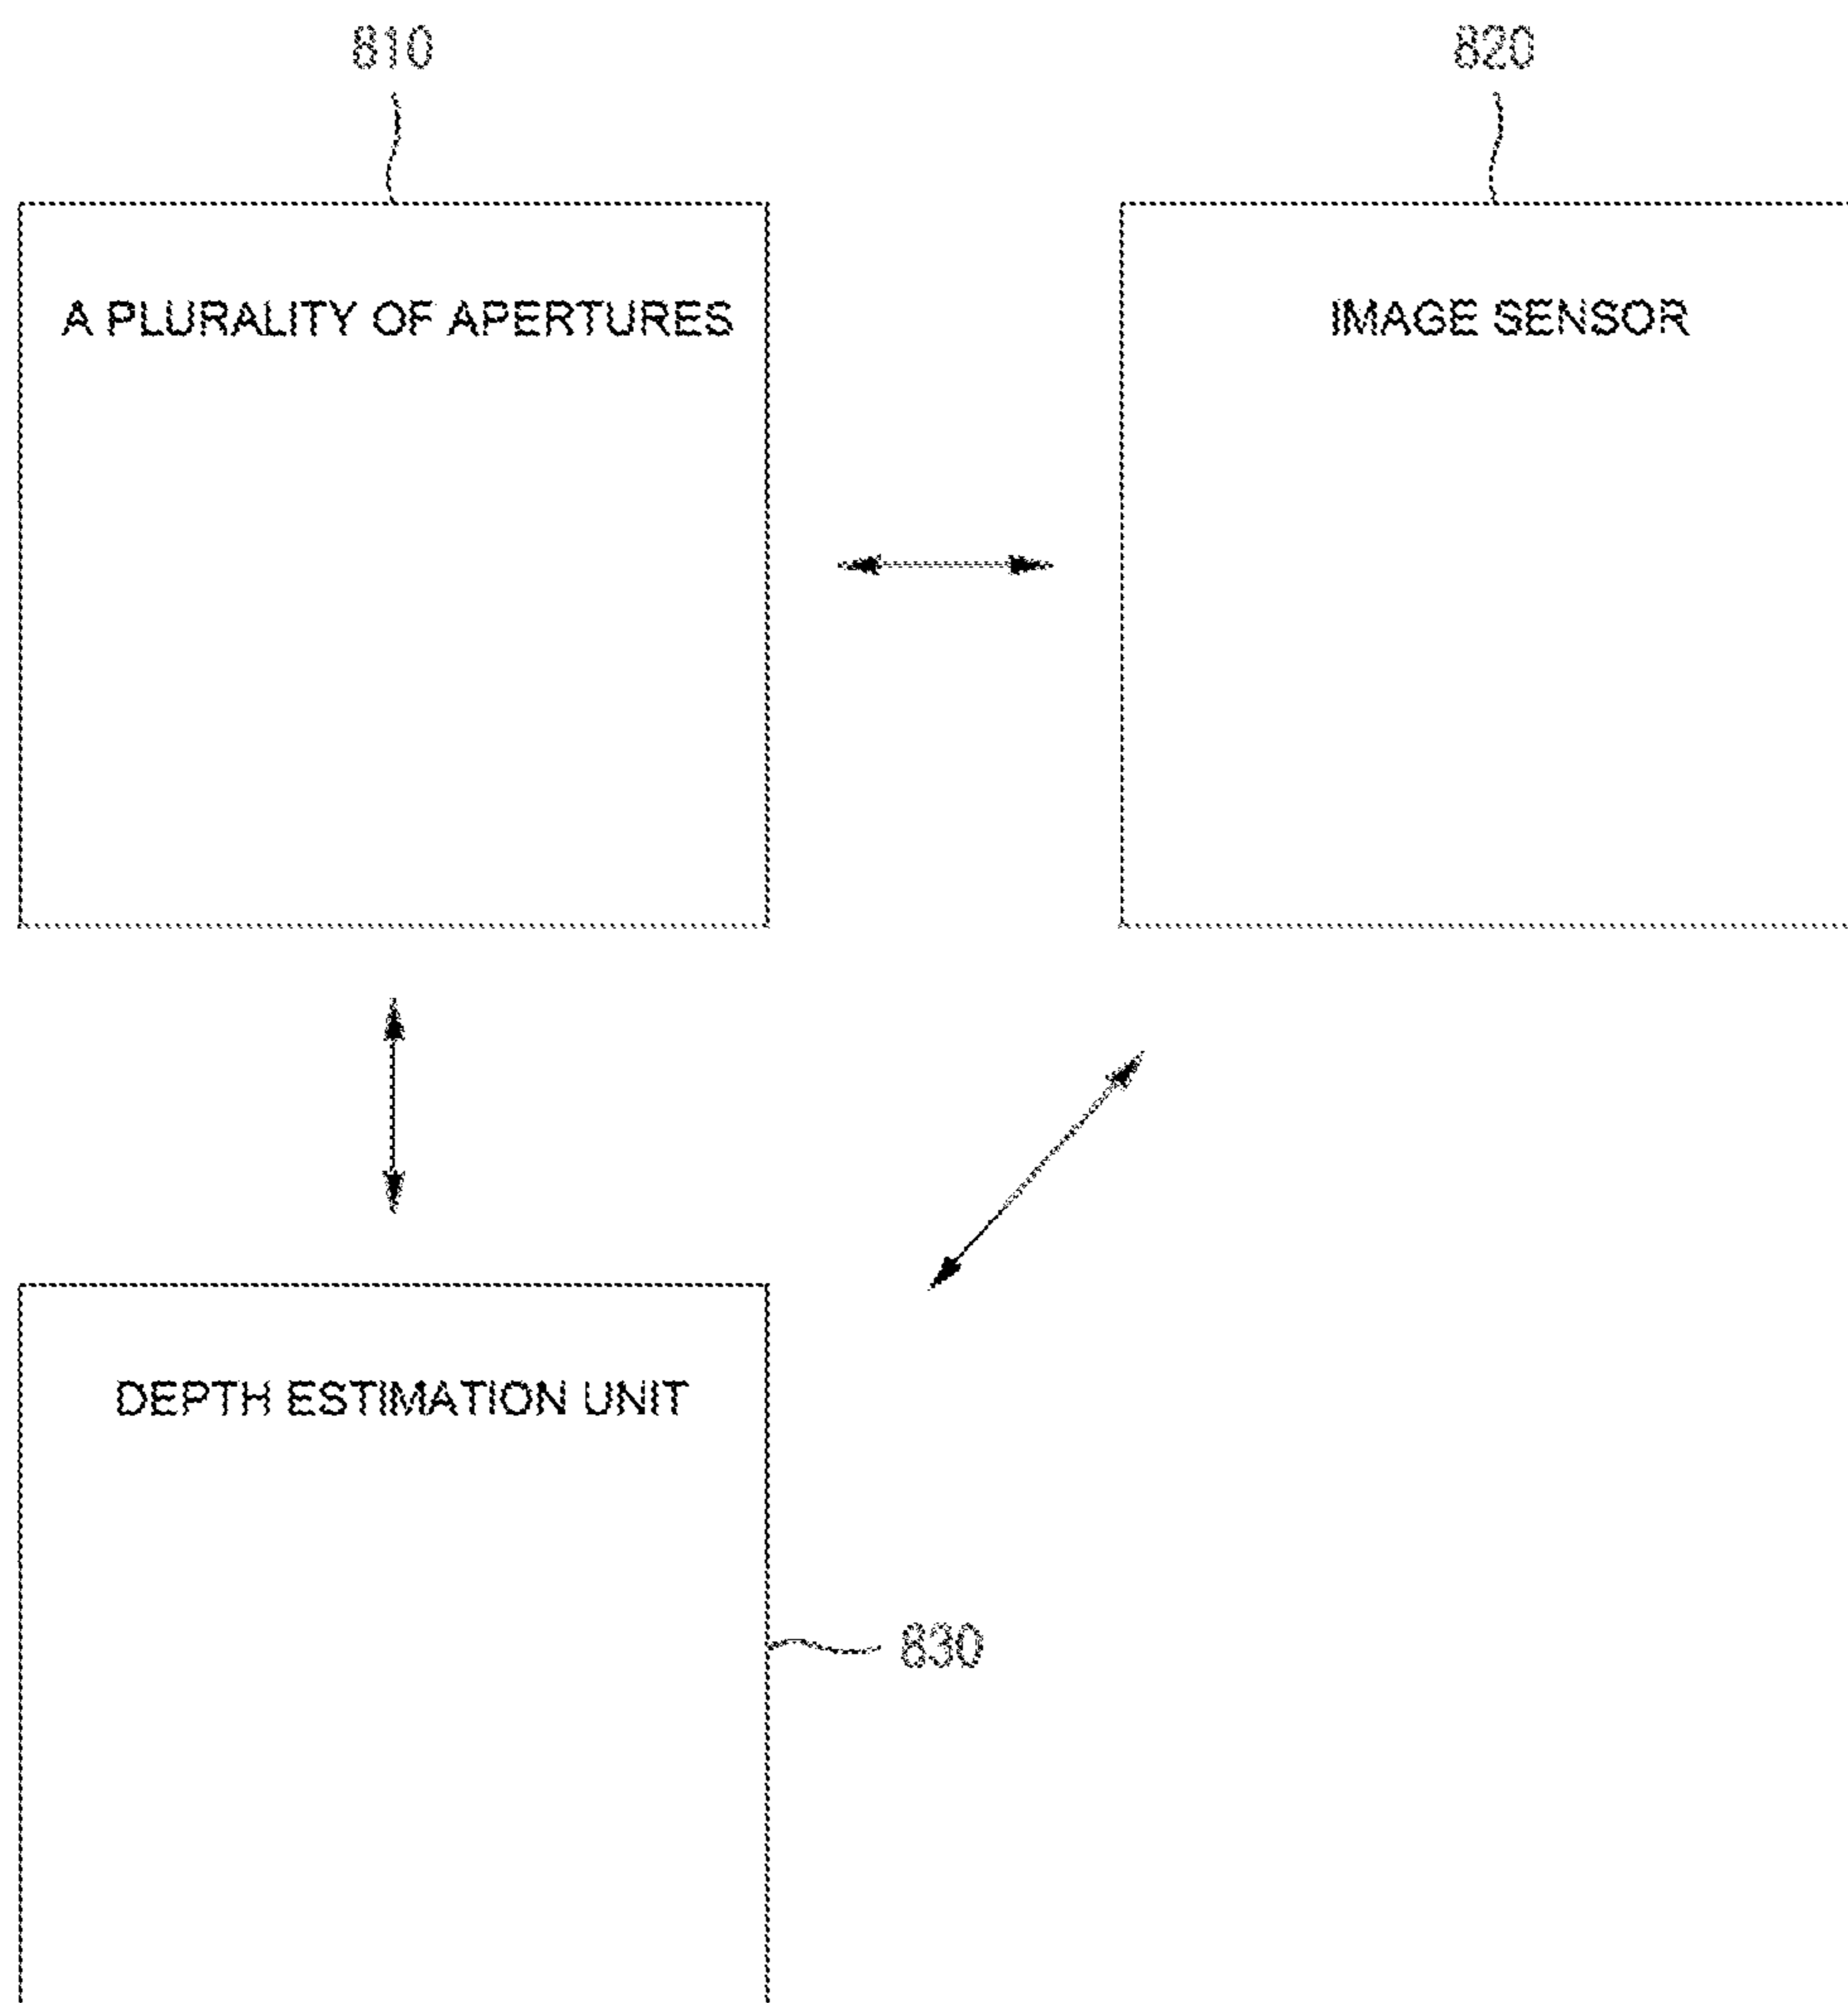 810
820
A PLURALITY OF APERTURES
IMAGE SENSOR
DEPTH ESTIMATION UNIT
830